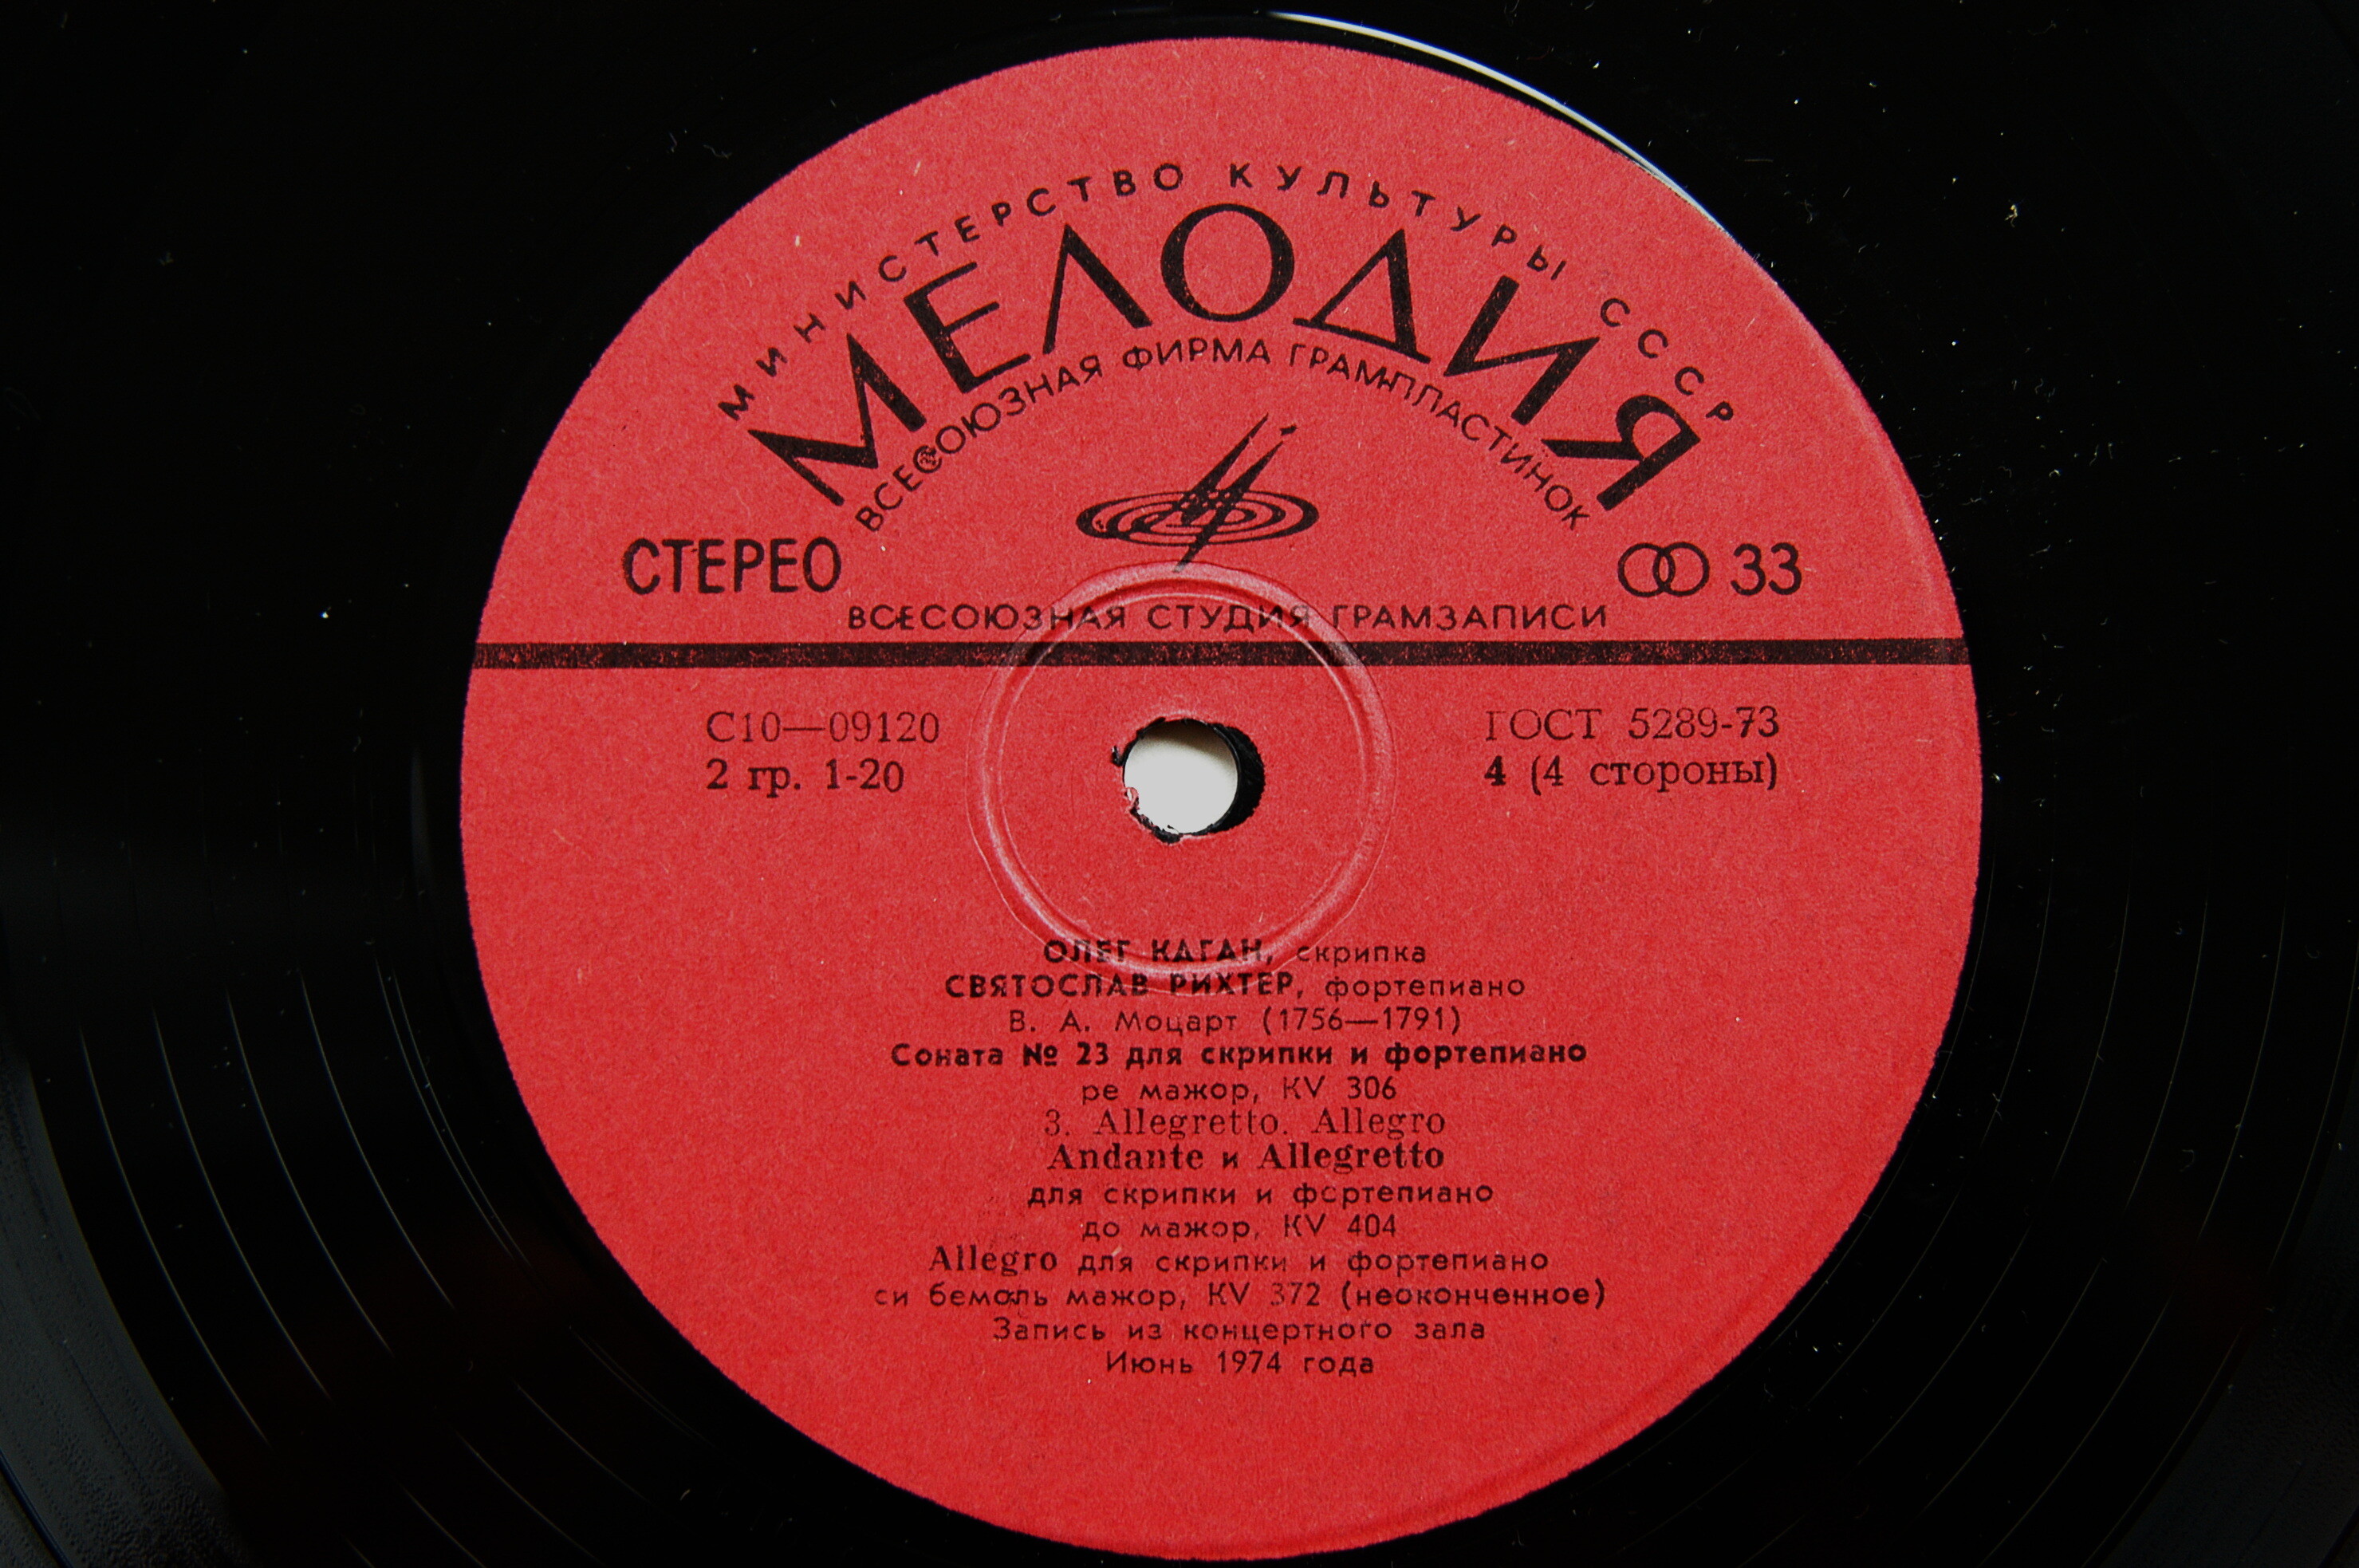 МИНИСТЕРСТВО КУЛЬТУРЫ СССР
МЕЛОДИЯ
ВСЕСОЮЗНАЯ ФИРМА ГРАМПЛАСТИНОК
СТЕРЕО
33
ВСЕСОЮЗНАЯ СТУДИЯ ГРАМЗАПИСИ
С10—09120
ГОСТ 5289-73
2 гр. 1-20
4 (4 стороны)
ОЛЕГ КАГАН, скрипка
СВЯТОСЛАВ РИХТЕР, фортепиано
В. А. Моцарт (1756—1791)
Соната № 23 для скрипки и фортепиано
ре мажор, KV 306
3. Allegretto. Allegro
Andante и Allegretto
для скрипки и фортепиано
до мажор, KV 404
Allegro для скрипки и фортепиано
си бемоль мажор, KV 372 (неоконченное)
Запись из концертного зала
Июнь 1974 года